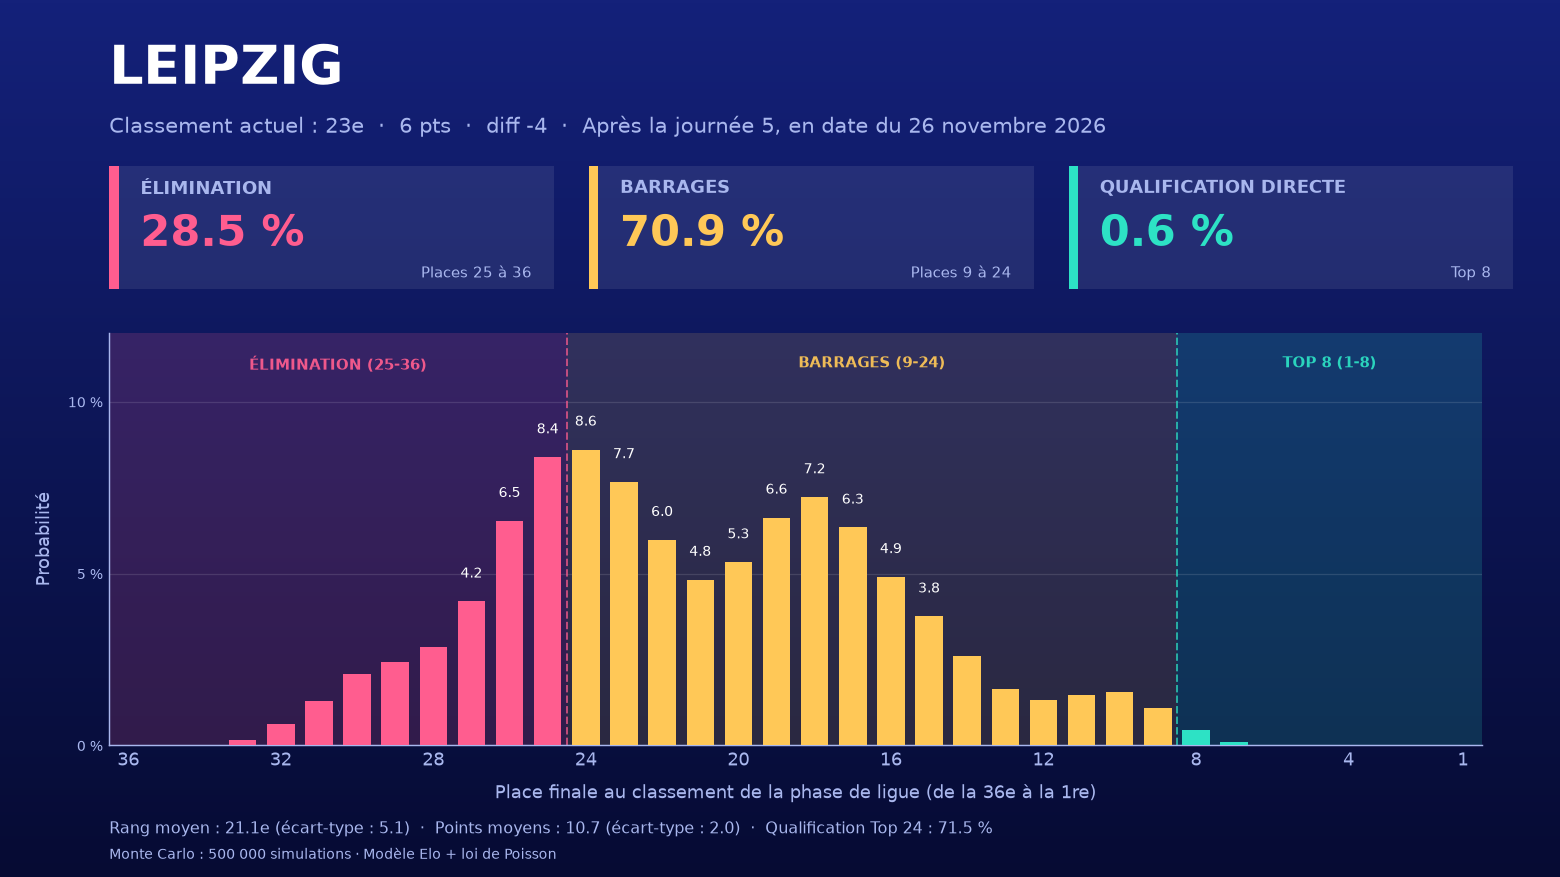 LEIPZIG
Classement actuel : 23e · 6 pts · diff -4 · Après la journée 5, en date du 26 novembre 2026
ÉLIMINATION
28.5 %
Places 25 à 36
BARRAGES
70.9 %
Places 9 à 24
QUALIFICATION DIRECTE
0.6 %
Top 8
ÉLIMINATION (25-36)
BARRAGES (9-24)
TOP 8 (1-8)
Probabilité
10 %
5 %
0 %
4.2
6.5
8.4
8.6
7.7
6.0
4.8
5.3
6.6
7.2
6.3
4.9
3.8
36 32 28 24 20 16 12 8 4 1
Place finale au classement de la phase de ligue (de la 36e à la 1re)
Rang moyen : 21.1e (écart-type : 5.1) · Points moyens : 10.7 (écart-type : 2.0) · Qualification Top 24 : 71.5 %
Monte Carlo : 500 000 simulations · Modèle Elo + loi de Poisson